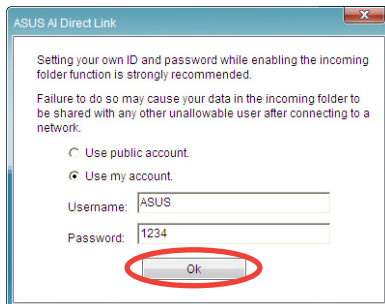 ASUS AI Direct Link
Setting your own ID and password while enabling the incoming
folder function is strongly recommended.
Failure to do so may cause your data in the incoming folder to
be shared with any other unallowable user after connecting to a
network.
Use public account.
Use my account.
Username: ASUS
Password: 1234
Ok